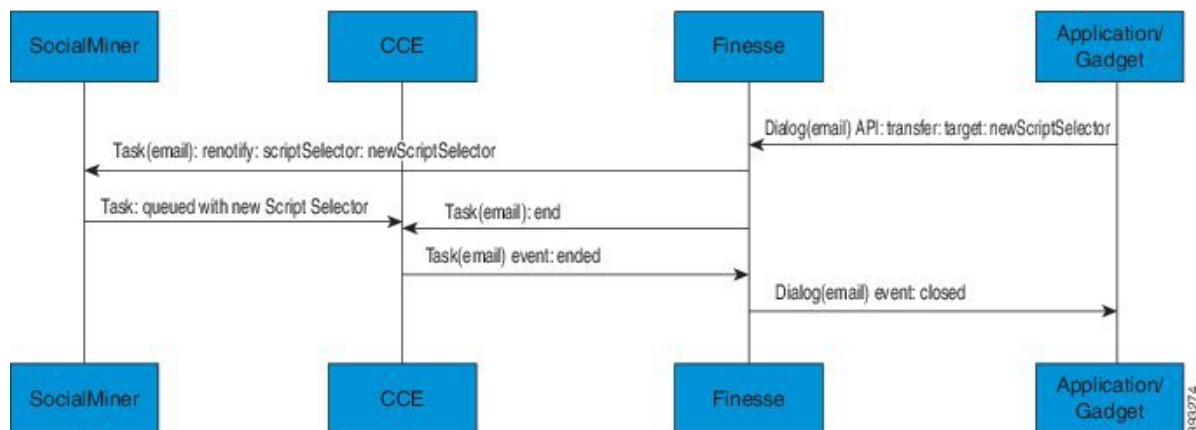 SocialMiner
CCE
Finesse
Application/
Gadget
Dialog(email) API: transfer: target: newScriptSelector
Task(email): renotify: scriptSelector: newScriptSelector
Task: queued with new Script Selector
Task(email): end
Task(email) event: ended
Dialog(email) event: closed
SocialMiner
CCE
Finesse
Application/
Gadget
393274